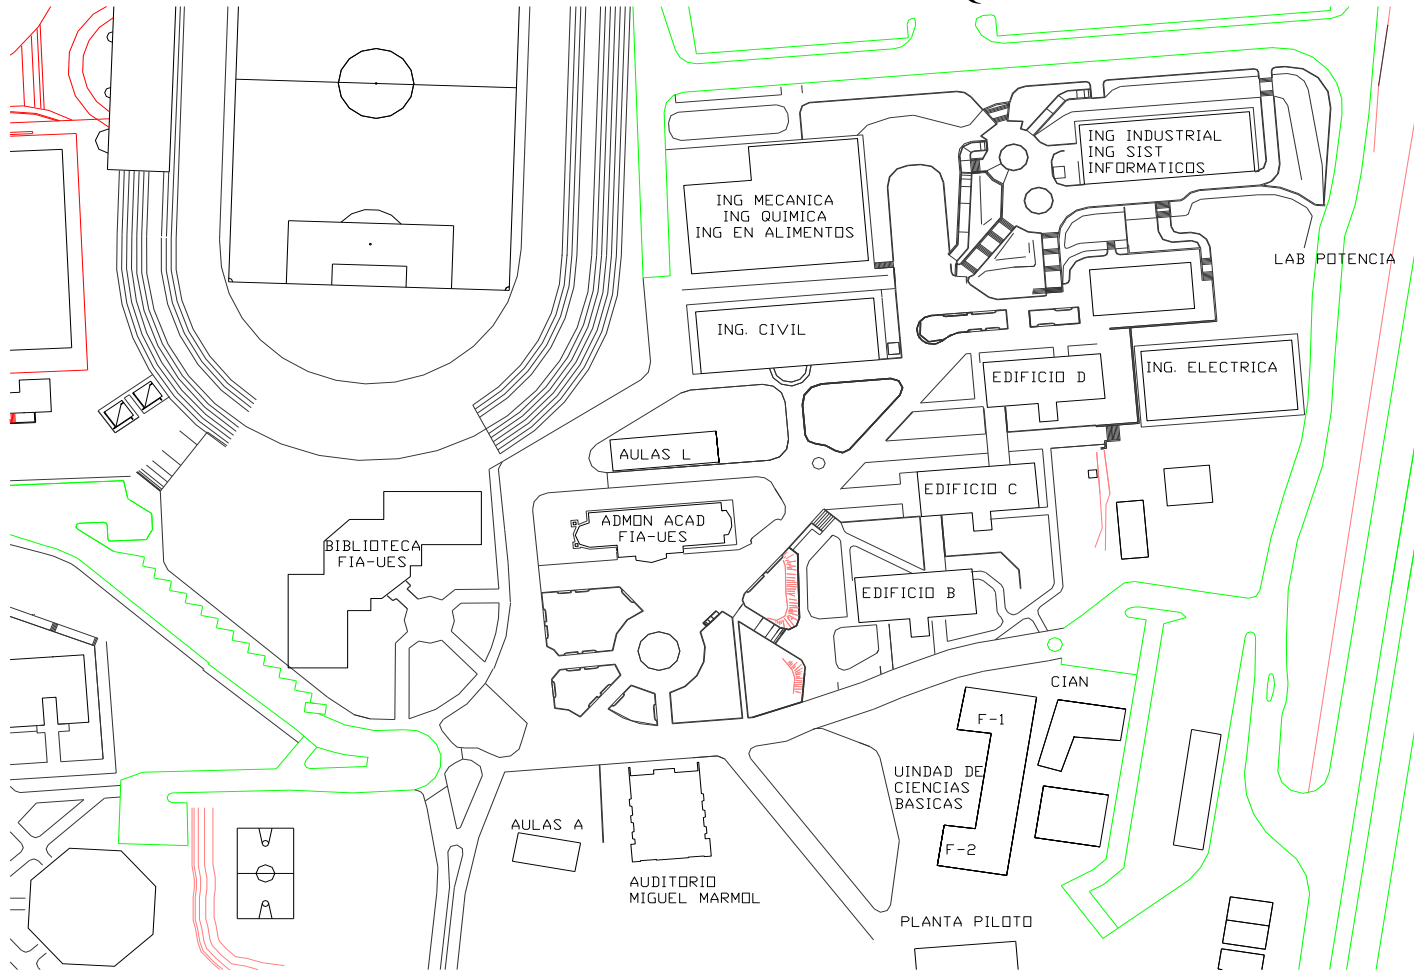 ING INDUSTRIAL
ING SIST
INFORMATICOS
ING MECANICA
ING QUIMICA
ING EN ALIMENTOS
LAB POTENCIA
ING. CIVIL
EDIFICIO D
ING. ELECTRICA
AULAS L
EDIFICIO C
ADMON ACAD
FIA-UES
BIBLIOTECA
FIA-UES
EDIFICIO B
CIAN
F-1
UINDAD DE
CIENCIAS
BASICAS
F-2
AULAS A
AUDITORIO
MIGUEL MARMOL
PLANTA PILOTO